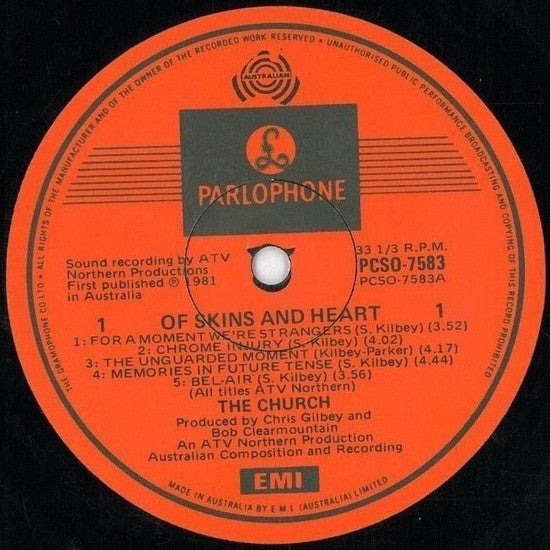 ALL RIGHTS OF THE MANUFACTURER AND OF THE OWNER OF THE RECORDED WORK RESERVED • UNAUTHORISED PUBLIC PERFORMANCE BROADCASTING AND COPYING OF THIS RECORD PROHIBITED
THE GRAMOPHONE CO. LTD. •
AUSTRALIAN
£
PARLOPHONE
Sound recording by ATV
Northern Productions
First published ℗ 1981
in Australia
33 1/3 R.P.M.
PCSO-7583
PCSO-7583A
1
OF SKINS AND HEART
1
1: FOR A MOMENT WE'RE STRANGERS (S. Kilbey) (3.52)
2: CHROME INJURY (S. Kilbey) (4.02)
3: THE UNGUARDED MOMENT (Kilbey-Parker) (4.17)
4: MEMORIES IN FUTURE TENSE (S. Kilbey) (4.44)
5: BEL-AIR (S. Kilbey) (3.56)
(All titles ATV Northern)
THE CHURCH
Produced by Chris Gilbey and
Bob Clearmountain
An ATV Northern Production
Australian Composition and Recording
EMI
MADE IN AUSTRALIA BY E M I (AUSTRALIA) LIMITED